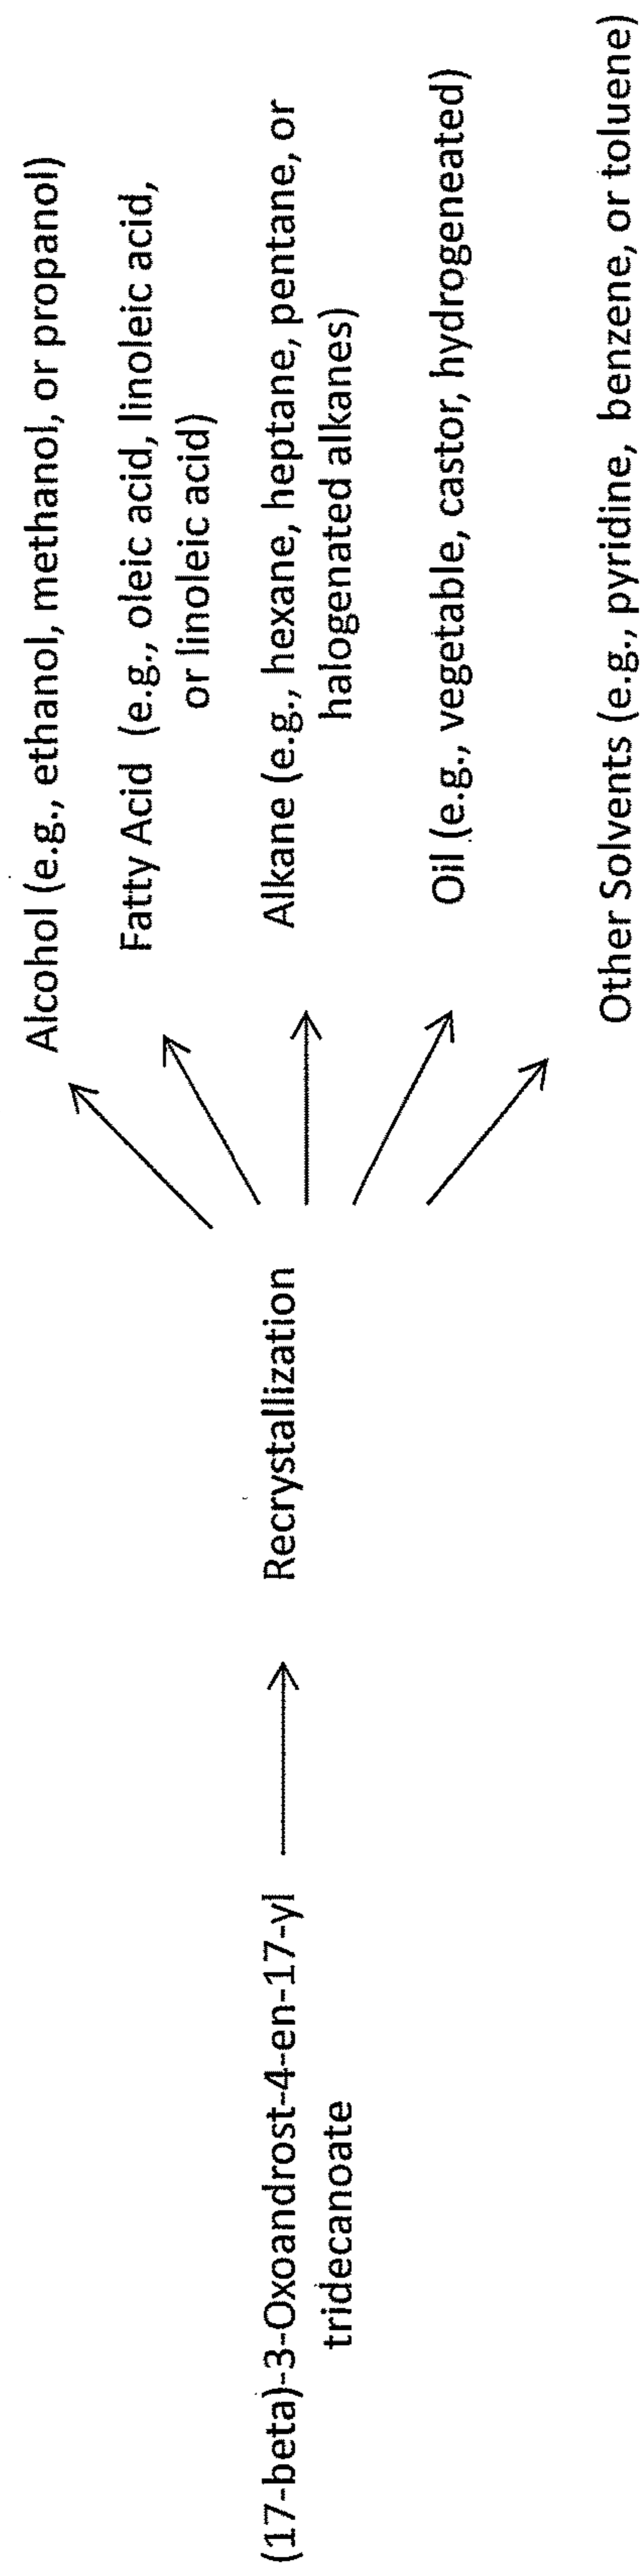 (17-beta)-3-Oxoandrost-4-en-17-yl
tridecanoate
Recrystallization
Alcohol (e.g., ethanol, methanol, or propanol)
Fatty Acid (e.g., oleic acid, linoleic acid,
or linoleic acid)
Alkane (e.g., hexane, heptane, pentane, or
halogenated alkanes)
Oil (e.g., vegetable, castor, hydrogeneated)
Other Solvents (e.g., pyridine, benzene, or toluene)